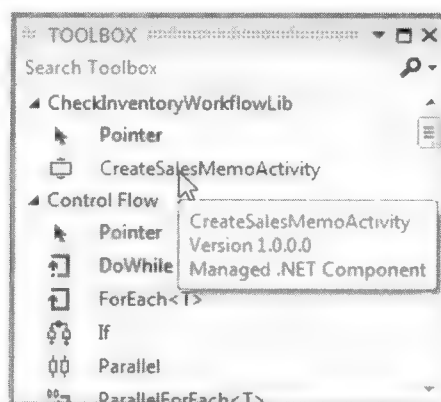 TOOLBOX
Search Toolbox
CheckInventoryWorkflowLib
Pointer
CreateSalesMemoActivity
Control Flow
Pointer
CreateSalesMemoActivity
Version 1.0.0.0
Managed .NET Component
DoWhile
ForEach<T>
If
Parallel
ParallelForEach<T>